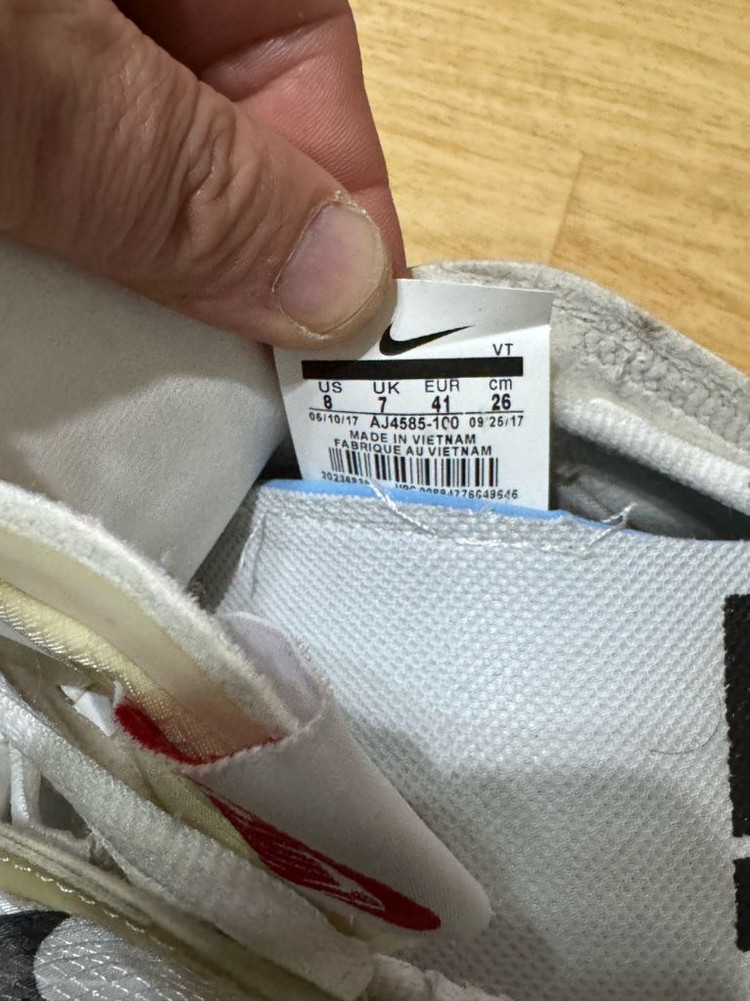 VT
US UK EUR cm
8 7 41 26
06/10/17 AJ4585-100 09/25/17
MADE IN VIETNAM
FABRIQUE AU VIETNAM